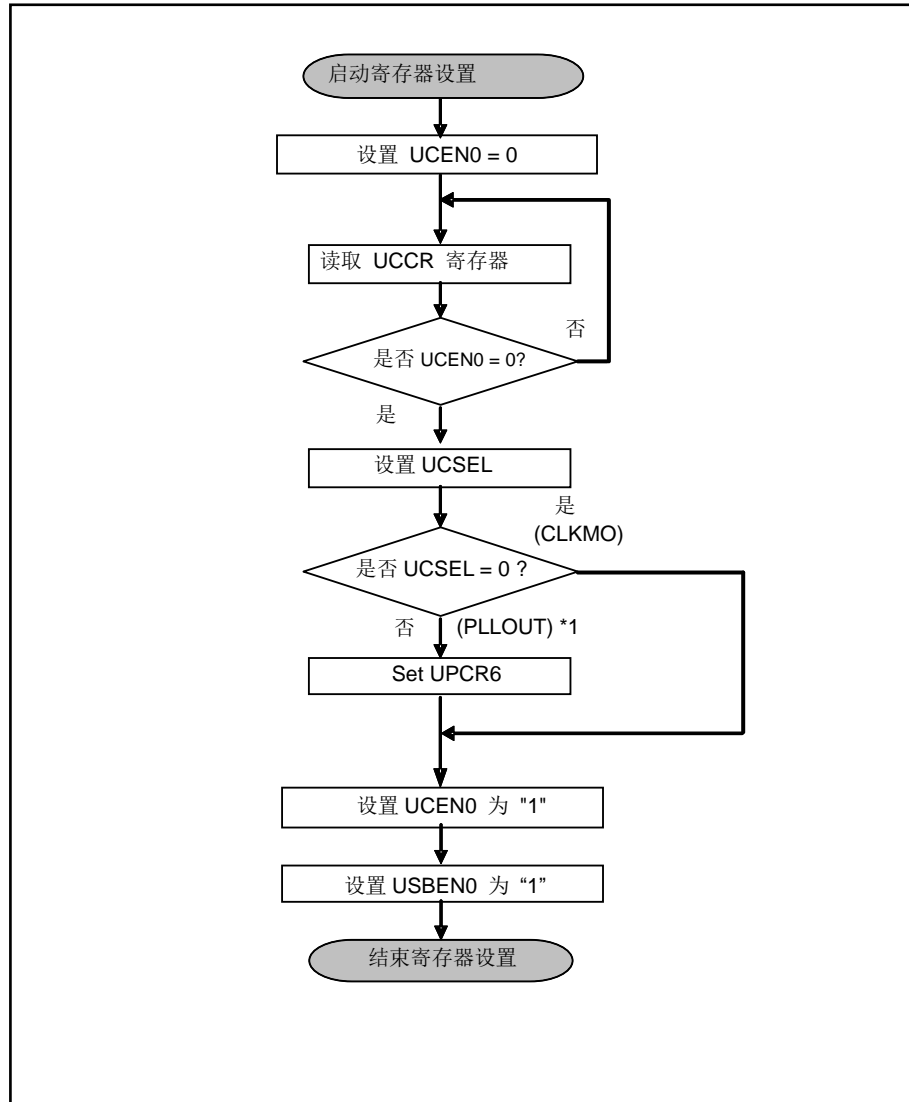 启动寄存器设置
设置 UCEN0 = 0
读取 UCCR 寄存器
否
是否 UCEN0 = 0?
是
设置 UCSEL
是
(CLKMO)
是否 UCSEL = 0 ?
否 (PLLOUT) *1
Set UPCR6
设置 UCEN0 为 "1"
设置 USBEN0 为 “1”
结束寄存器设置